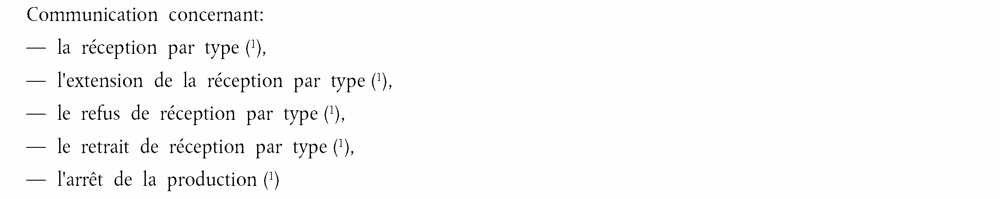 Communication concernant:
— la réception par type (¹),
— l'extension de la réception par type (¹),
— le refus de réception par type (¹),
— le retrait de réception par type (¹),
— l'arrêt de la production (¹)